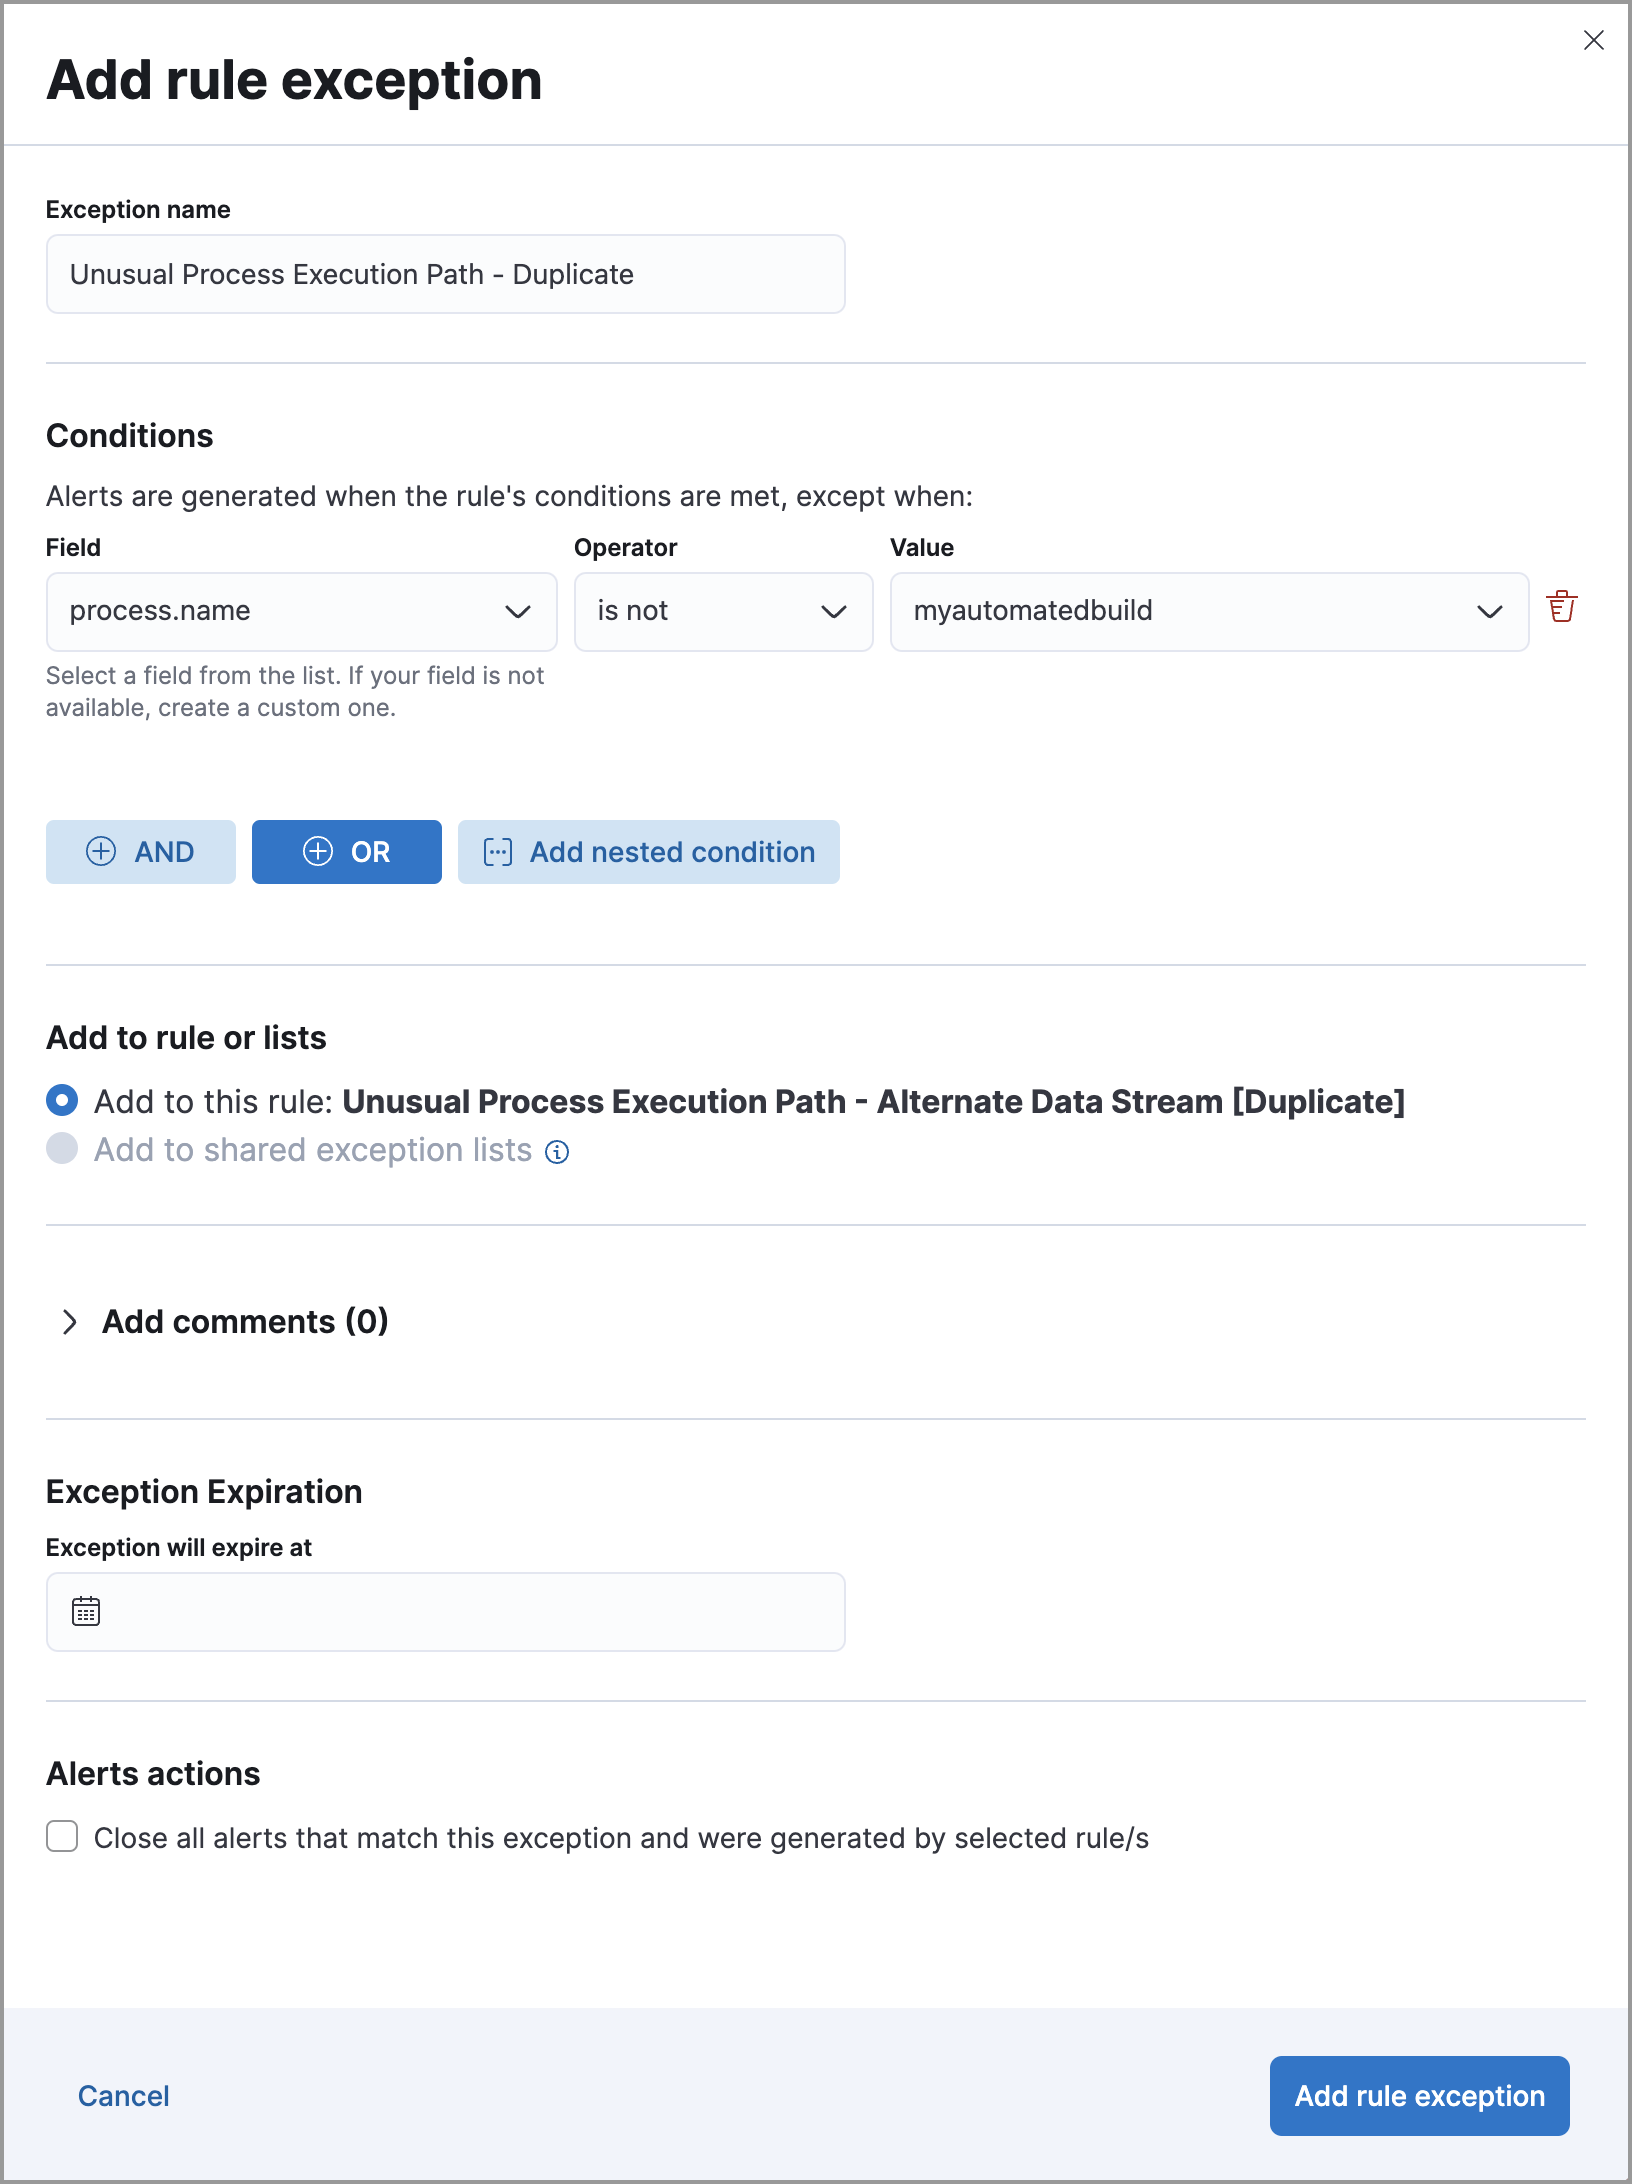 Add rule exception
Exception name
Unusual Process Execution Path - Duplicate
Conditions
Alerts are generated when the rule's conditions are met, except when:
Field Operator Value
process.name is not myautomatedbuild
Select a field from the list. If your field is not
available, create a custom one.
AND OR Add nested condition
Add to rule or lists
Add to this rule: Unusual Process Execution Path - Alternate Data Stream [Duplicate]
Add to shared exception lists
Add comments (0)
Exception Expiration
Exception will expire at
Alerts actions
Close all alerts that match this exception and were generated by selected rule/s
Cancel Add rule exception